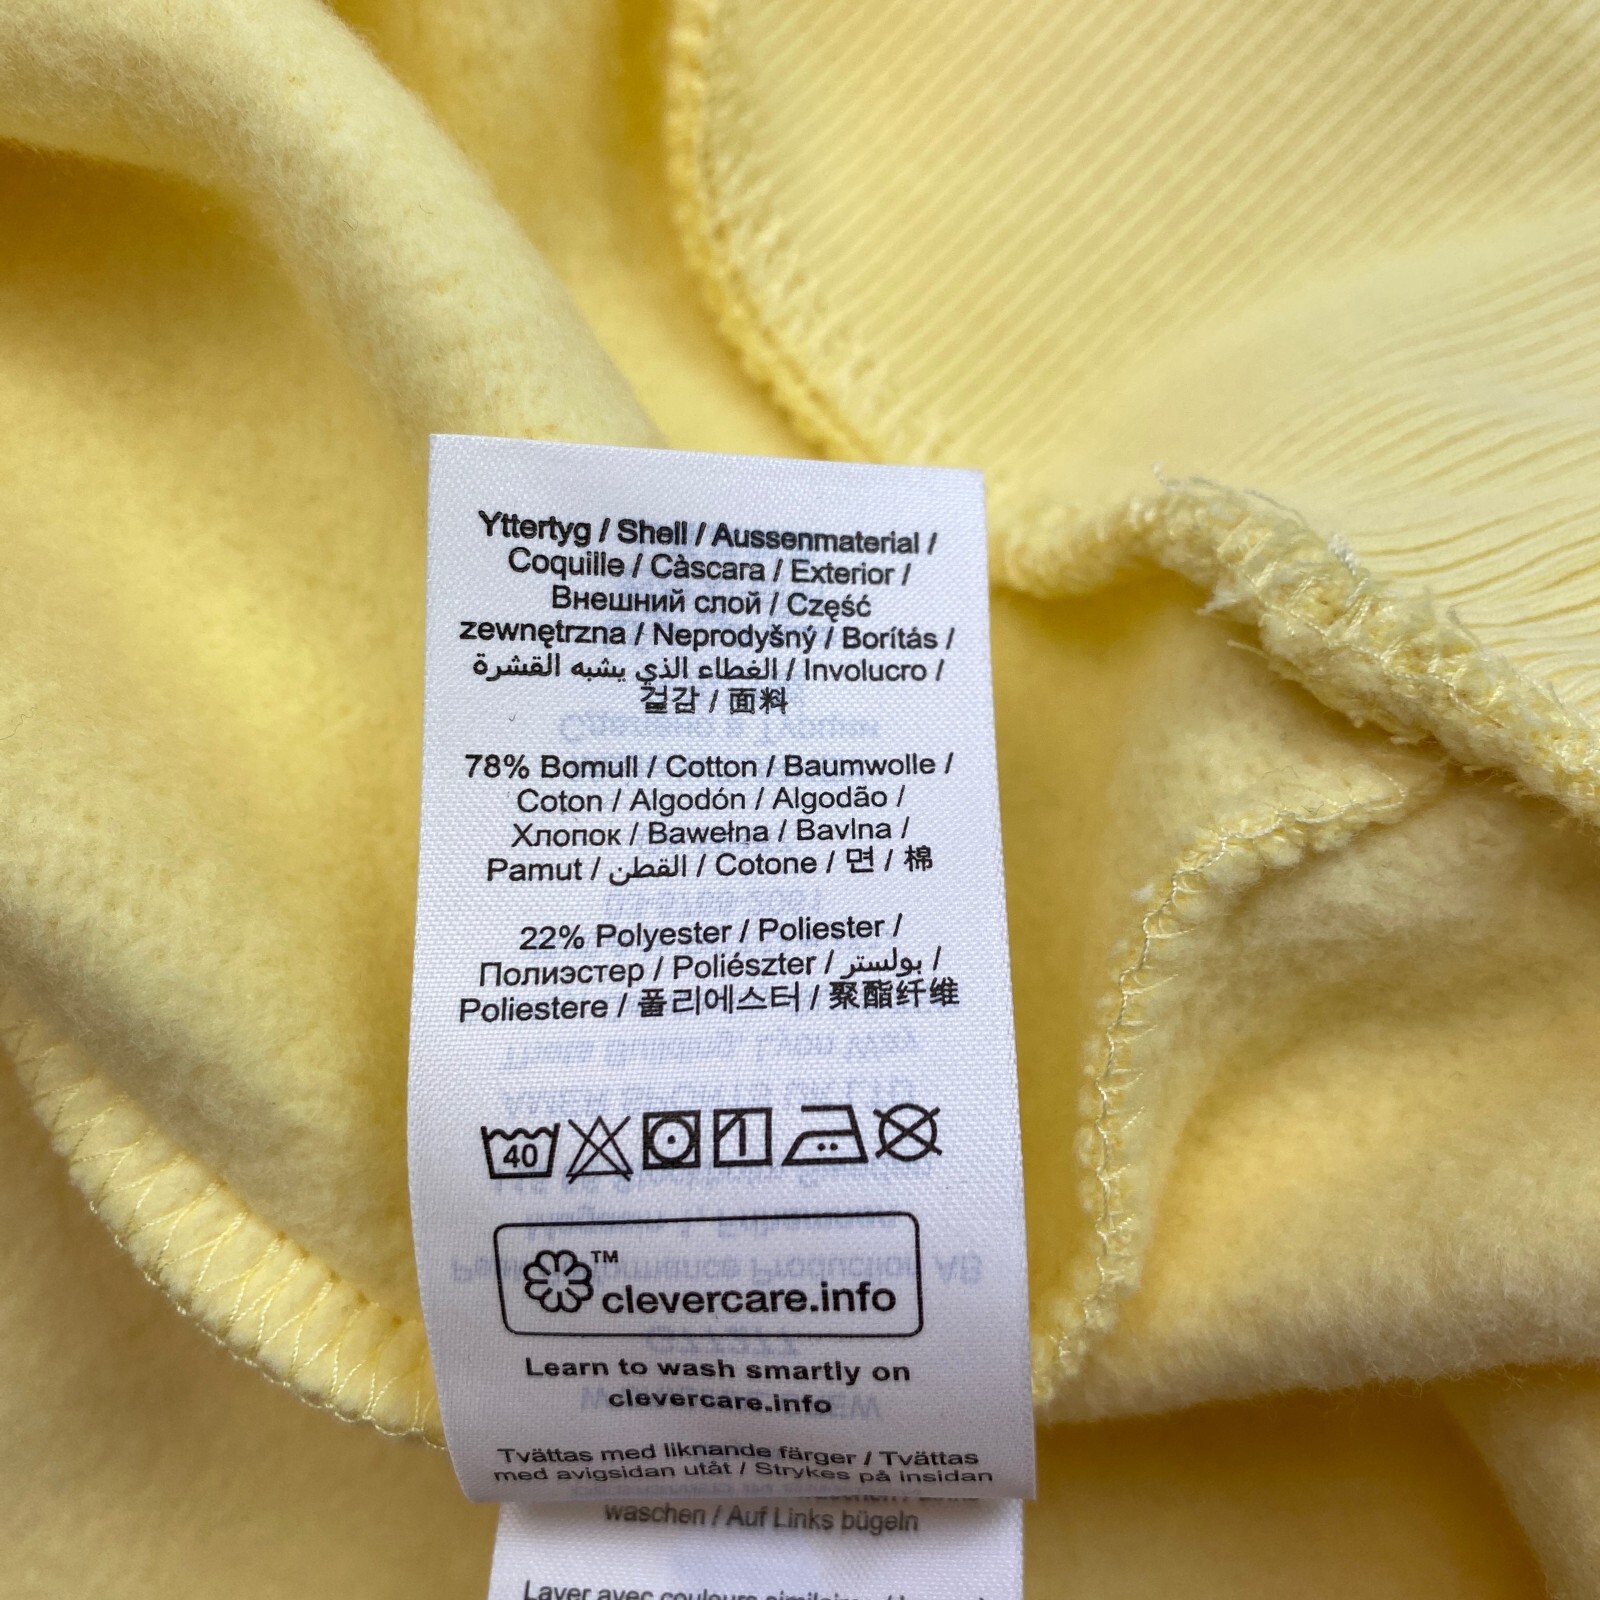 Yttertyg / Shell / Aussenmaterial /
Coquille / Càscara / Exterior /
Внешний слой / Część
zewnętrzna / Neprodyšný / Borítás /
الغطاء الذي يشبه القشرة / Involucro /
겉감 / 面料
78% Bomull / Cotton / Baumwolle /
Coton / Algodón / Algodão /
Хлопок / Bawełna / Bavlna /
Pamut / القطن / Cotone / 면 / 棉
22% Polyester / Poliester /
Полиэстер / Poliészter / بولستر /
Poliestere / 폴리에스터 / 聚酯纤维
40
TM
clevercare.info
Learn to wash smartly on
clevercare.info
Tvättas med liknande färger / Tvättas
med avigsidan utåt / Strykes på insidan
waschen / Auf Links bügeln
Laver avec couleurs